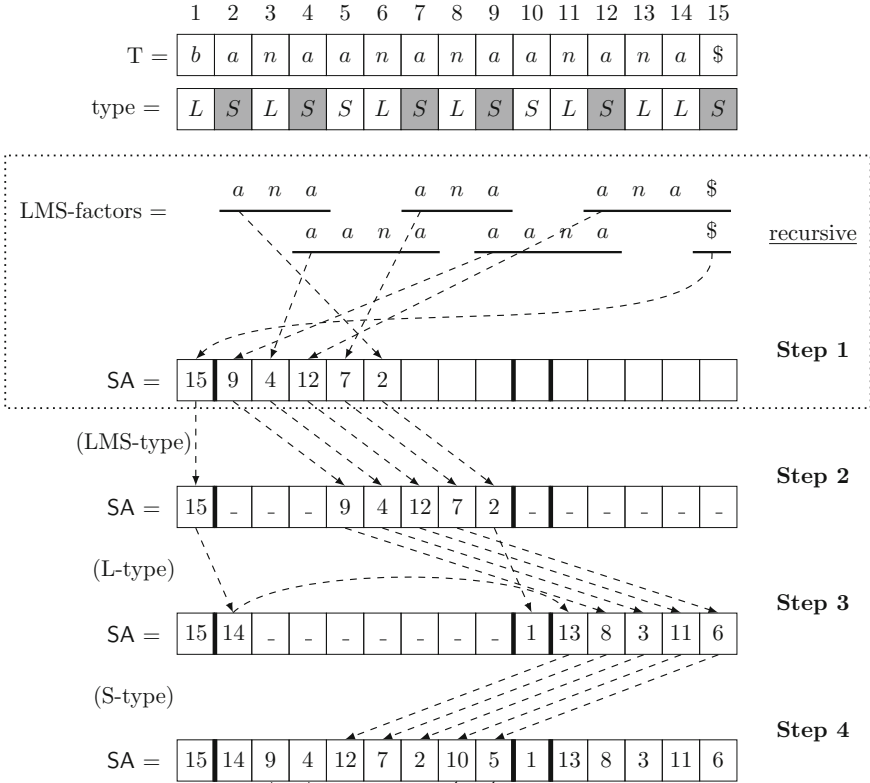 1 2 3 4 5 6 7 8 9 10 11 12 13 14 15
T = b a n a a n a n a a n a n a $
type = L S L S S L S L S S L S L L S
a n a a n a a n a $
LMS-factors =
a a n a a a n a $ recursive
Step 1
SA = 15 9 4 12 7 2
(LMS-type)
Step 2
SA = 15 - - - 9 4 12 7 2 - - - - - -
(L-type)
Step 3
SA = 15 14 - - - - - - - 1 13 8 3 11 6
(S-type)
Step 4
SA = 15 14 9 4 12 7 2 10 5 1 13 8 3 11 6